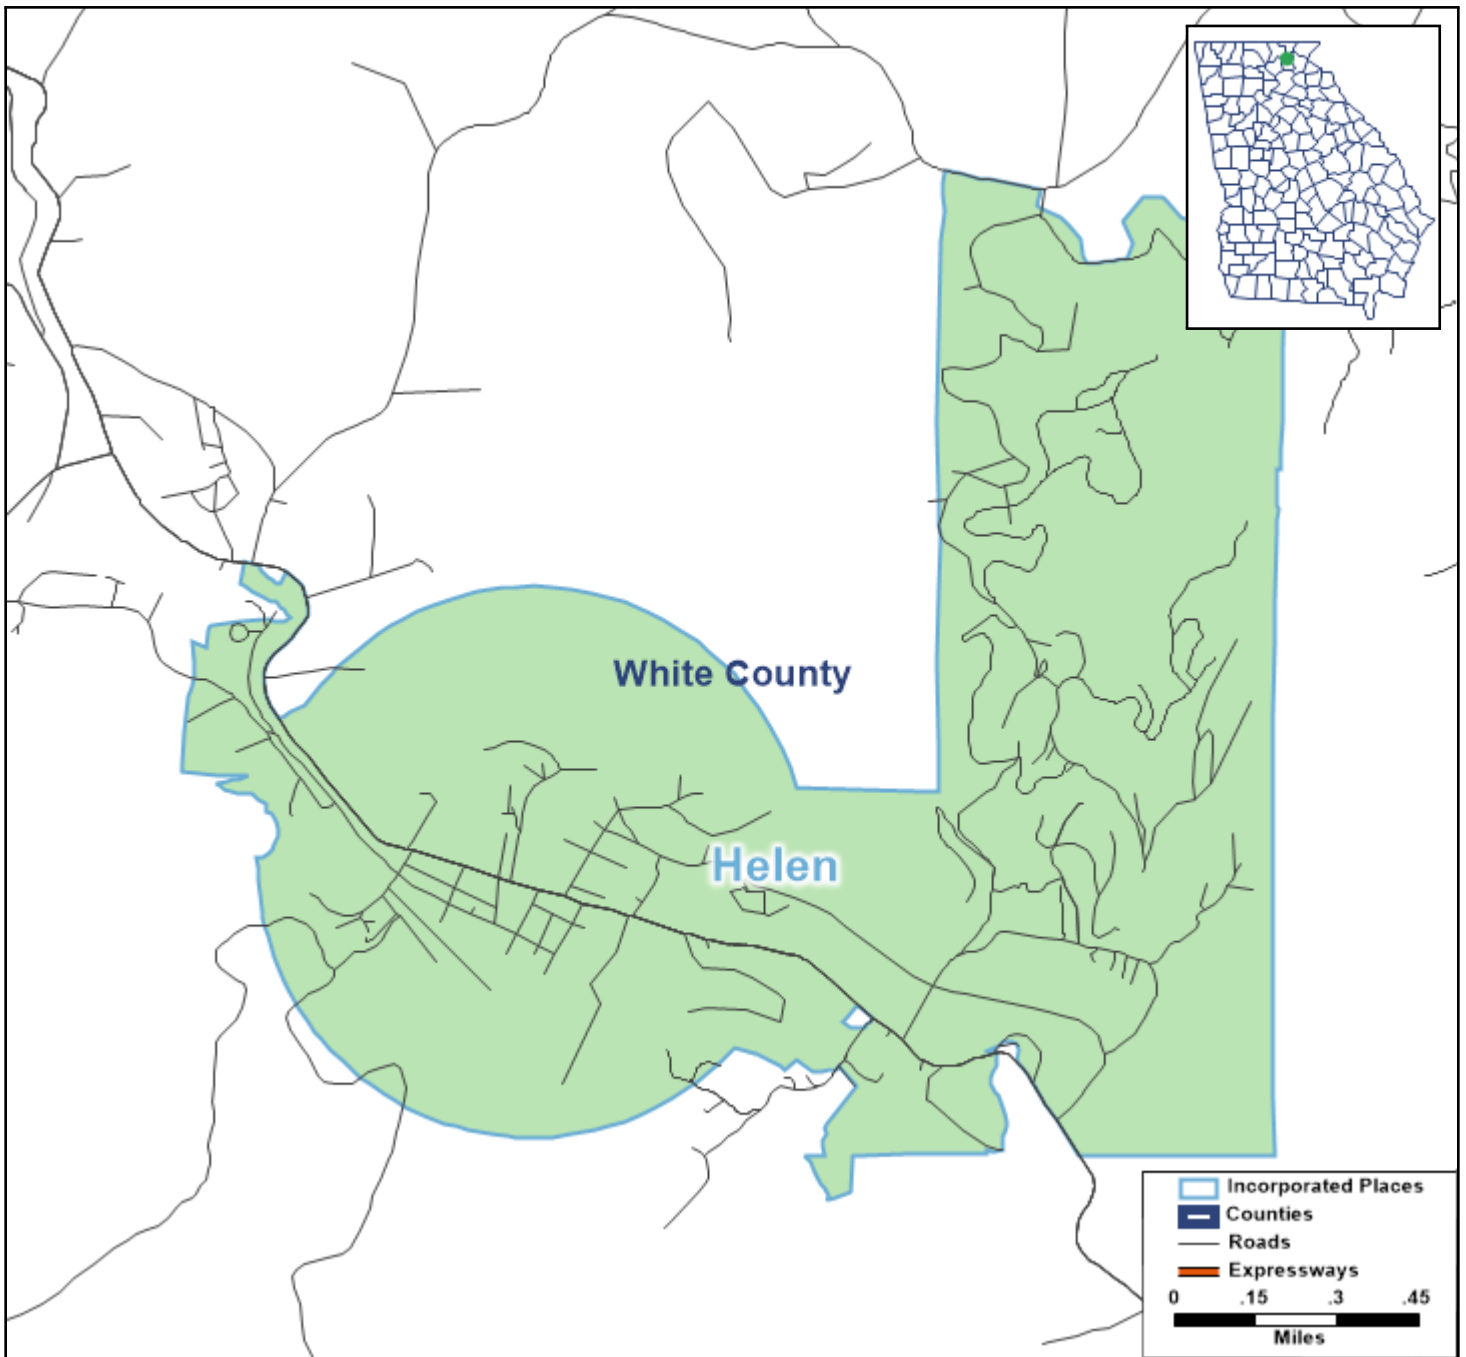 White County
Helen
Incorporated Places
Counties
Roads
Expressways
0 .15 .3 .45
Miles